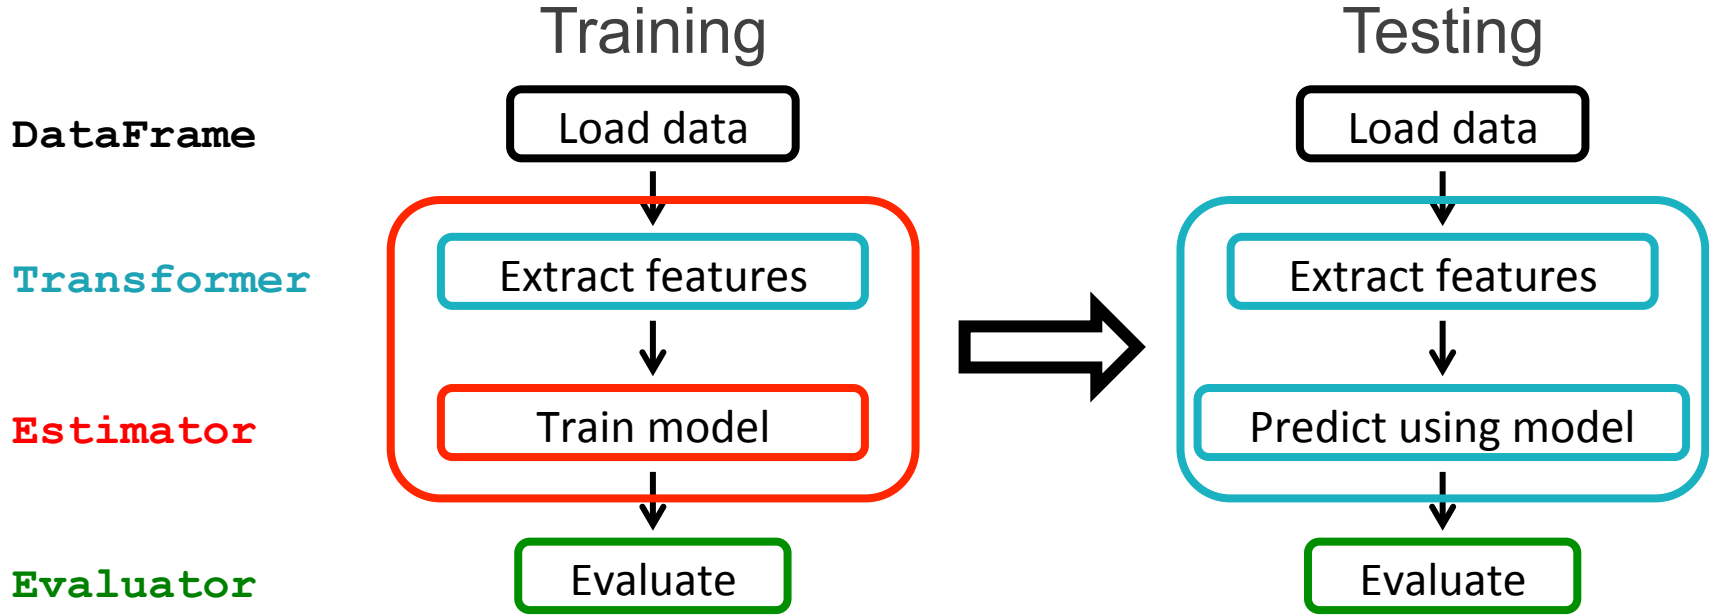 Training
Testing
DataFrame
Load data
Load data
Transformer
Extract features
Extract features
Estimator
Train model
Predict using model
Evaluator
Evaluate
Evaluate